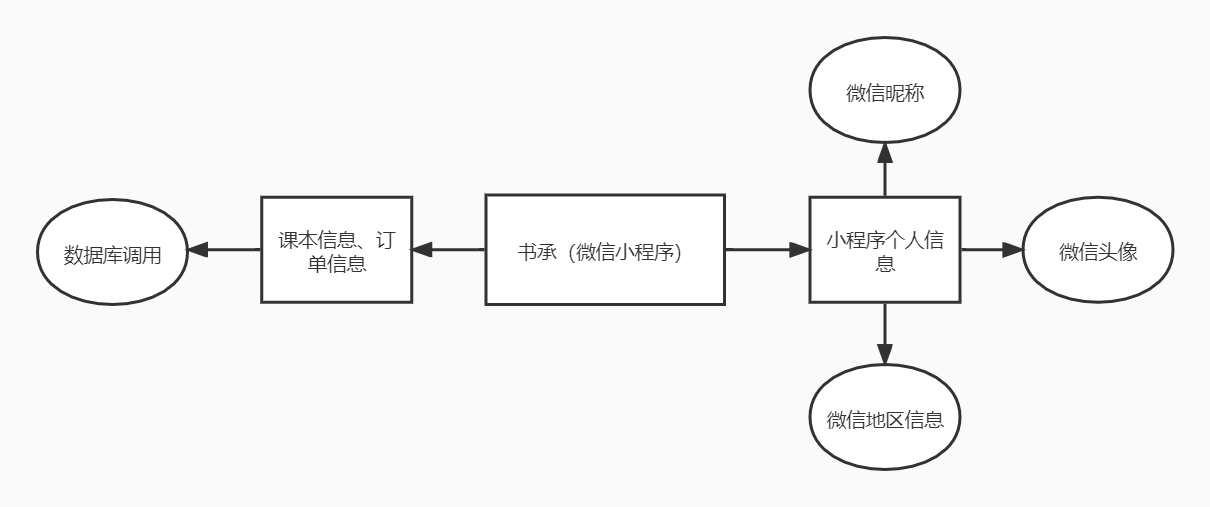 微信昵称
数据库调用
课本信息、订
单信息
书承（微信小程序）
小程序个人信
息
微信头像
微信地区信息